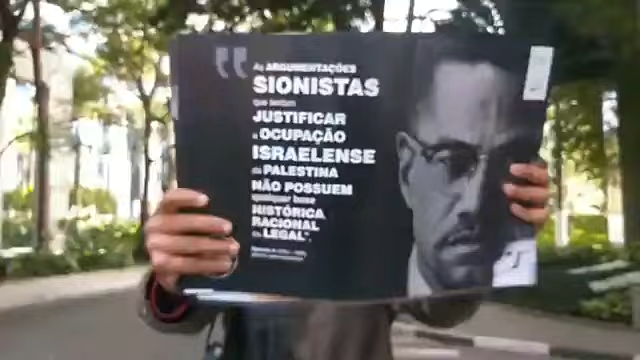 As ARGUMENTAÇÕES
SIONISTAS
que tentam
JUSTIFICAR
a OCUPAÇÃO
ISRAELENSE
da PALESTINA
NÃO POSSUEM
qualquer base
HISTÓRICA,
RACIONAL
ou LEGAL".